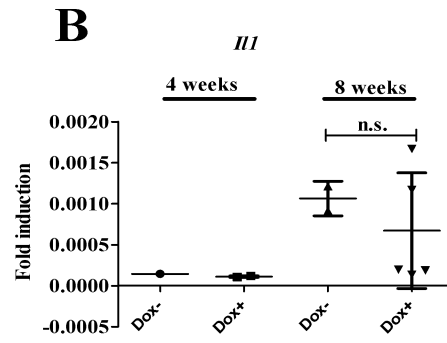 B
Il1
4 weeks
8 weeks
n.s.
Fold induction
0.0020
0.0015
0.0010
0.0005
0.0000
-0.0005
Dox-
Dox+
Dox-
Dox+